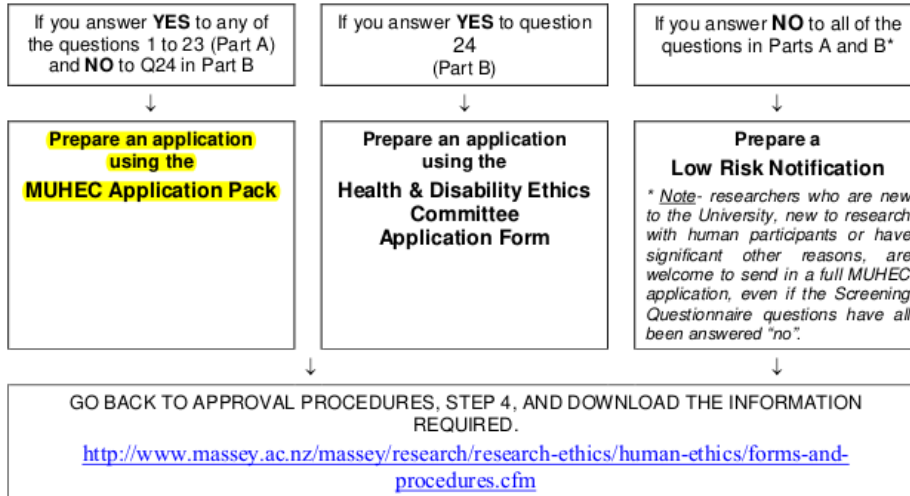 If you answer YES to any of
the questions 1 to 23 (Part A)
and NO to Q24 in Part B
If you answer YES to question
24
(Part B)
If you answer NO to all of the
questions in Parts A and B*
↓
↓
↓
Prepare an application
using the
MUHEC Application Pack
Prepare an application
using the
Health & Disability Ethics
Committee
Application Form
Prepare a
Low Risk Notification
* Note- researchers who are new
to the University, new to research
with human participants or have
significant other reasons, are
welcome to send in a full MUHEC
application, even if the Screening
Questionnaire questions have all
been answered “no”.
↓
↓
GO BACK TO APPROVAL PROCEDURES, STEP 4, AND DOWNLOAD THE INFORMATION
REQUIRED.
http://www.massey.ac.nz/massey/research/research-ethics/human-ethics/forms-and-
procedures.cfm